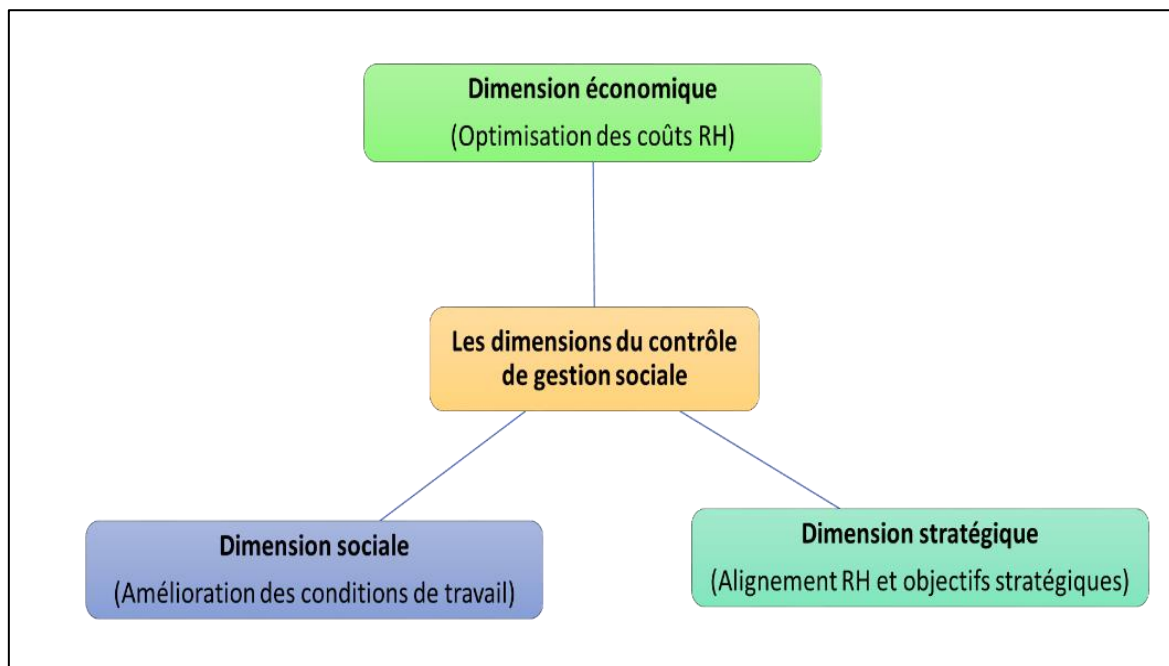 Dimension économique
(Optimisation des coûts RH)
Les dimensions du contrôle
de gestion sociale
Dimension sociale
(Amélioration des conditions de travail)
Dimension stratégique
(Alignement RH et objectifs stratégiques)